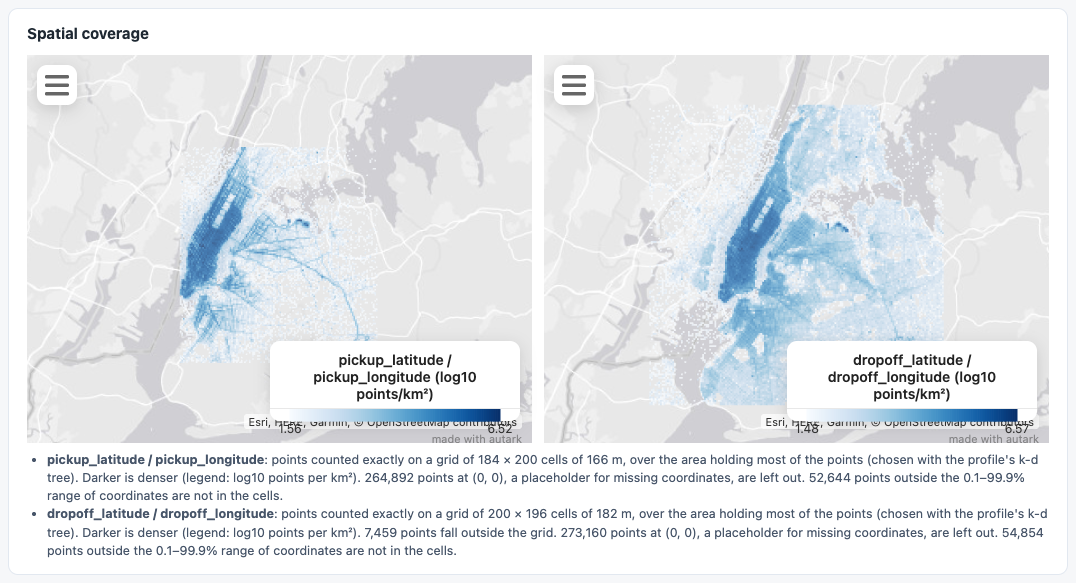 Spatial coverage
pickup_latitude /
pickup_longitude (log10
points/km²)
1.56
6.52
Esri, HERE, Garmin, © OpenStreetMap contributors
made with autark
dropoff_latitude /
dropoff_longitude (log10
points/km²)
1.48
6.57
Esri, HERE, Garmin, © OpenStreetMap contributors
made with autark
• pickup_latitude / pickup_longitude: points counted exactly on a grid of 184 × 200 cells of 166 m, over the area holding most of the points (chosen with the profile's k-d
tree). Darker is denser (legend: log10 points per km²). 264,892 points at (0, 0), a placeholder for missing coordinates, are left out. 52,644 points outside the 0.1–99.9%
range of coordinates are not in the cells.
• dropoff_latitude / dropoff_longitude: points counted exactly on a grid of 200 × 196 cells of 182 m, over the area holding most of the points (chosen with the profile's k-d
tree). Darker is denser (legend: log10 points per km²). 7,459 points fall outside the grid. 273,160 points at (0, 0), a placeholder for missing coordinates, are left out. 54,854
points outside the 0.1–99.9% range of coordinates are not in the cells.